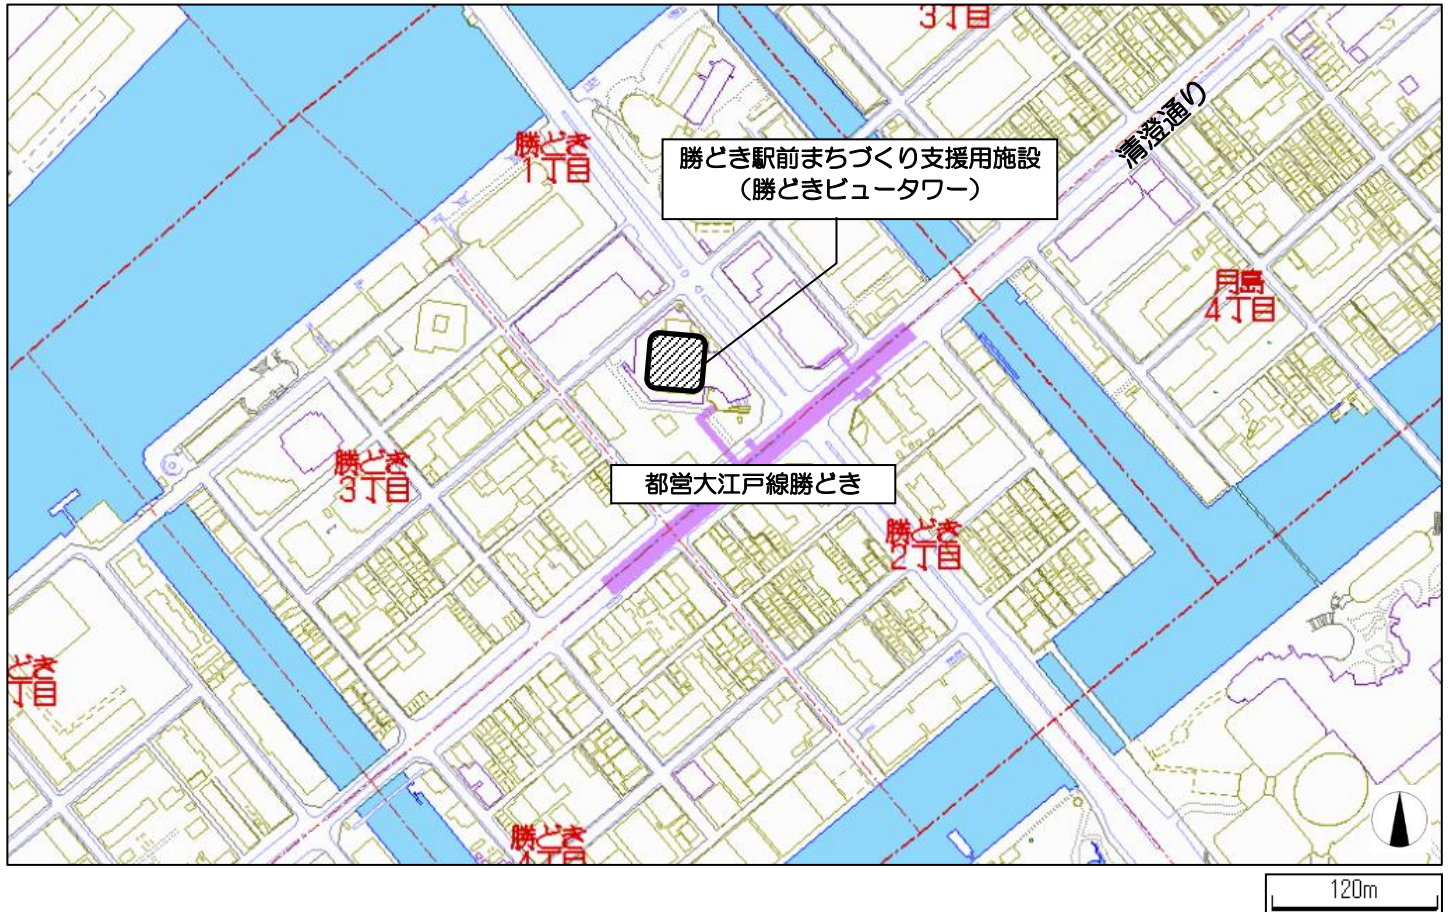 3丁目
清澄通り
勝どき
1丁目
勝どき駅前まちづくり支援用施設
（勝どきビュータワー）
月島
4丁目
勝どき
3丁目
都営大江戸線勝どき
勝どき
2丁目
どき
丁目
勝どき
4丁目
120m